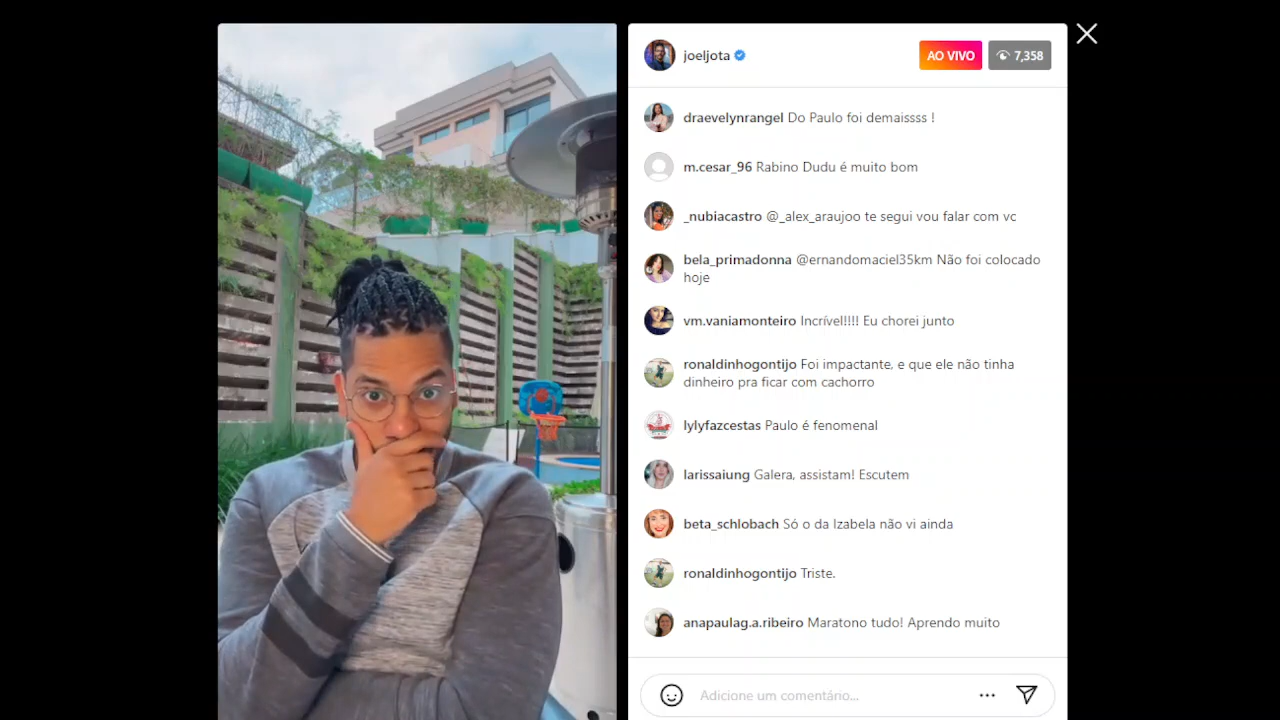 joeljota
AO VIVO
7,358
draevelynrangel Do Paulo foi demaissss !
m.cesar_96 Rabino Dudu é muito bom
_nubiacastro @_alex_araujoo te segui vou falar com vc
bela_primadonna @ernandomaciel35km Não foi colocado
hoje
vm.vaniamonteiro Incrível!!!! Eu chorei junto
ronaldinhogontijo Foi impactante, e que ele não tinha
dinheiro pra ficar com cachorro
lylyfazcestas Paulo é fenomenal
larissaiung Galera, assistam! Escutem
beta_schlobach Só o da Izabela não vi ainda
ronaldinhogontijo Triste.
anapaulag.a.ribeiro Maratono tudo! Aprendo muito
Adicione um comentário...